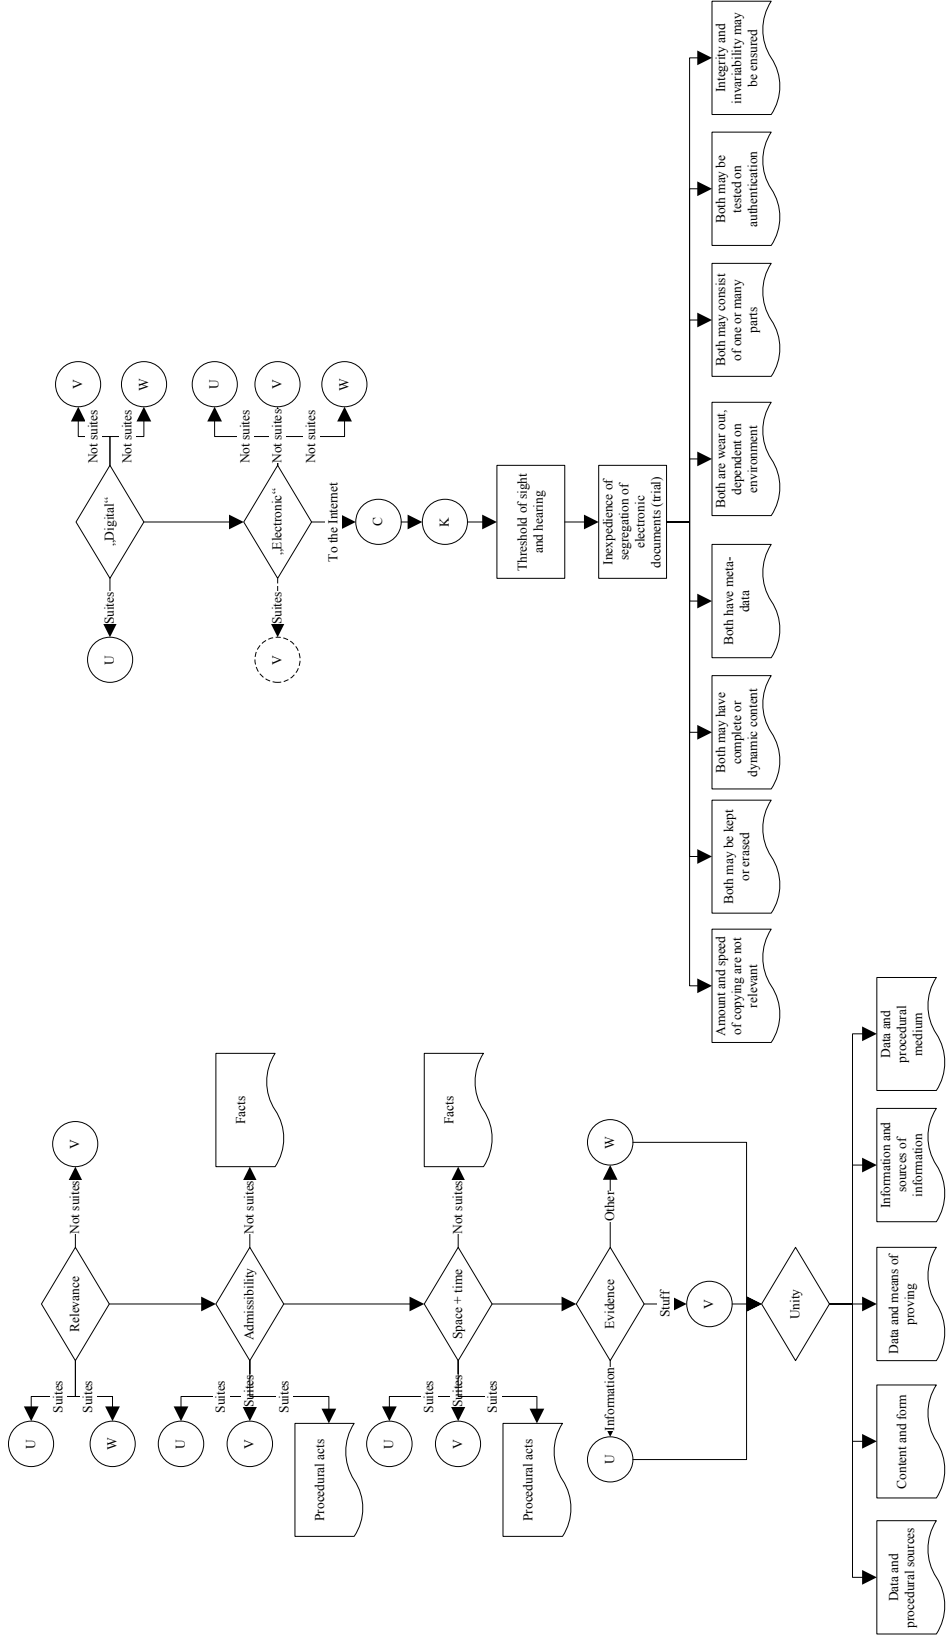 U
Suites
Suites
W
Relevance
Not suites
V
U
Suites
V
Suites
Suites
Procedural acts
Admissibility
Not suites
Facts
U
Suites
V
Suites
Suites
Procedural acts
Space + time
Not suites
Facts
U
Information
Evidence
Other
W
Stuff
V
Unity
Data and
procedural sources
Content and form
Data and means of
proving
Information and
sources of
information
Data and
procedural
medium
U
Suites
„Digital“
Not suites
V
Not suites
W
V
Suites
„Electronic“
Not suites
U
Not suites
V
Not suites
W
To the Internet
C
K
Threshold of sight
and hearing
Inexpedience of
segregation of
electronic
documents (trial)
Amount and speed
of copying are not
relevant
Both may be kept
or erased
Both may have
complete or
dynamic content
Both have meta-
data
Both are wear out,
dependent on
environment
Both may consist
of one or many
parts
Both may be
tested on
authentication
Integrity and
invariability may
be ensured